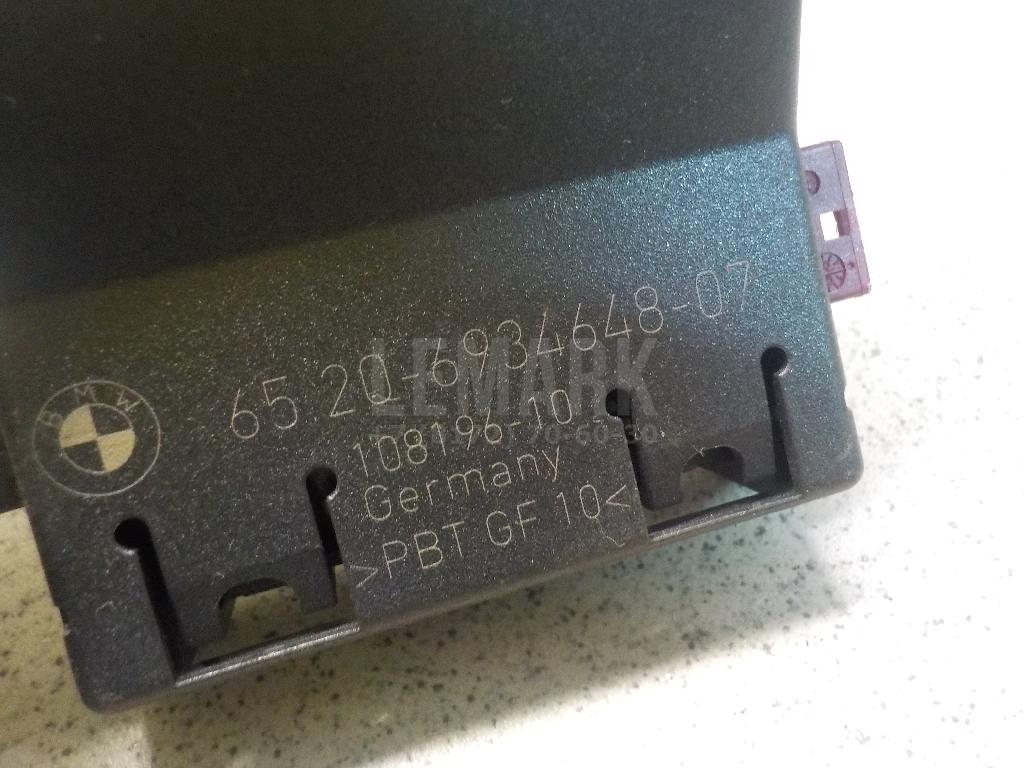 BMW
65 20-6934648-07
108196-10
Germany
>PBT GF 10<
LEMARK